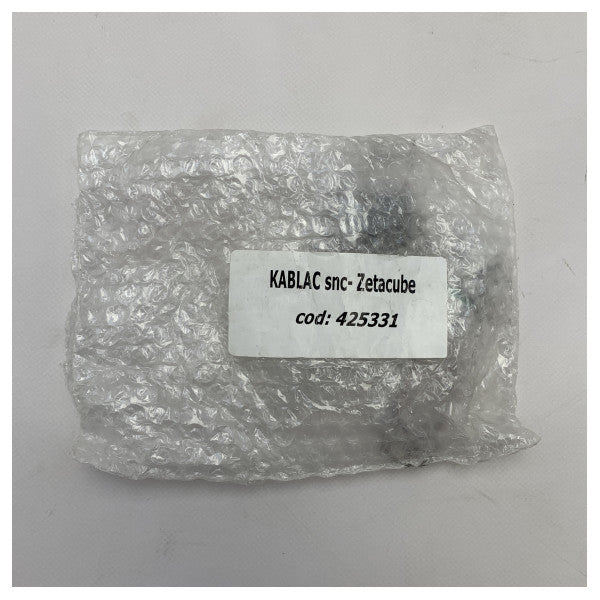 KABLAC snc- Zetacube
cod: 425331